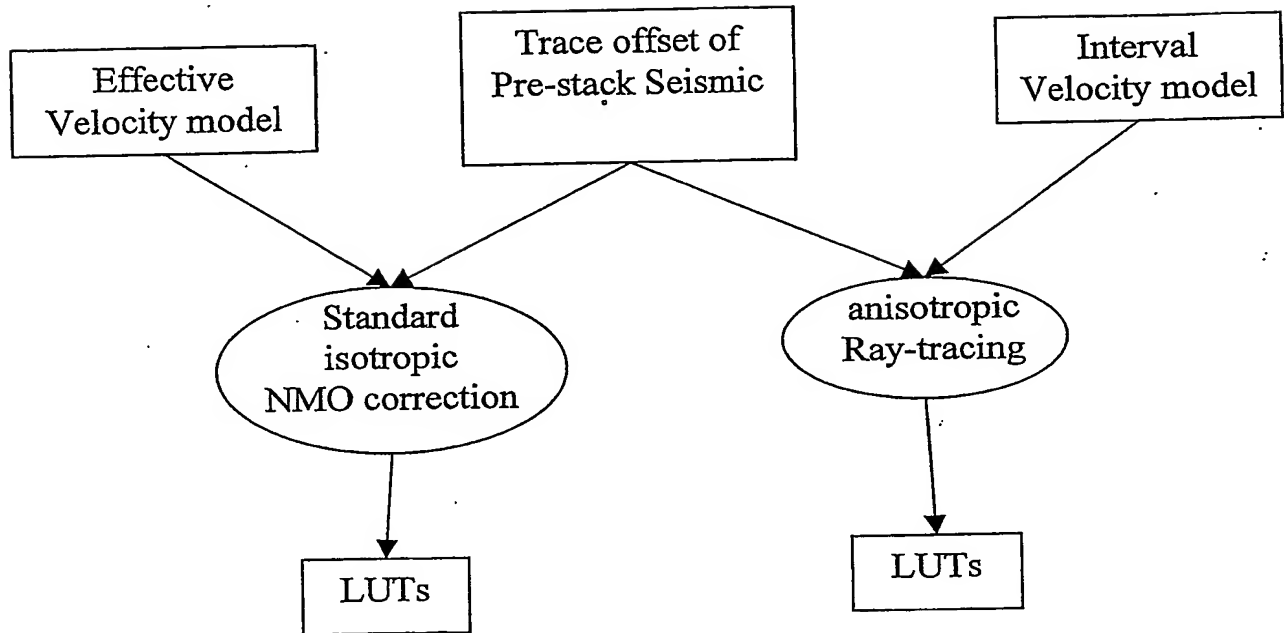 Effective
Velocity model
Trace offset of
Pre-stack Seismic
Interval
Velocity model
Standard
isotropic
NMO correction
anisotropic
Ray-tracing
LUTs
LUTs